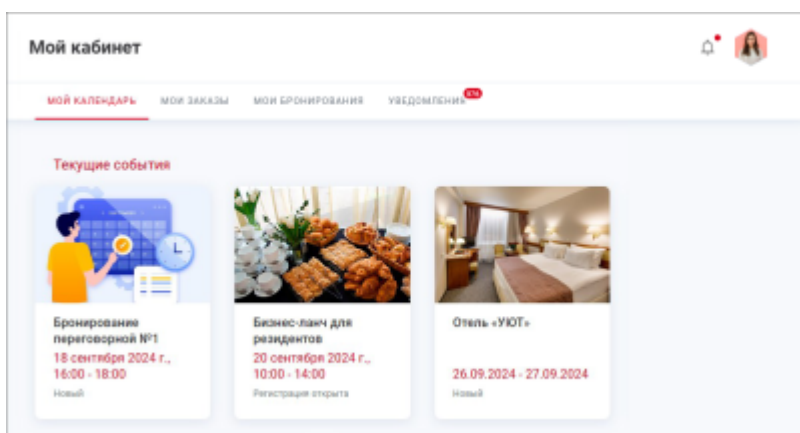 Мой кабинет
МОЙ КАЛЕНДАРЬ МОИ ЗАКАЗЫ МОИ БРОНИРОВАНИЯ УВЕДОМЛЕНИЯ
Текущие события
Бронирование
переговорной №1
18 сентября 2024 г.,
16:00 - 18:00
Новый
Бизнес-ланч для
резидентов
20 сентября 2024 г.,
10:00 - 14:00
Регистрация открыта
Отель «УЮТ»
26.09.2024 - 27.09.2024
Новый